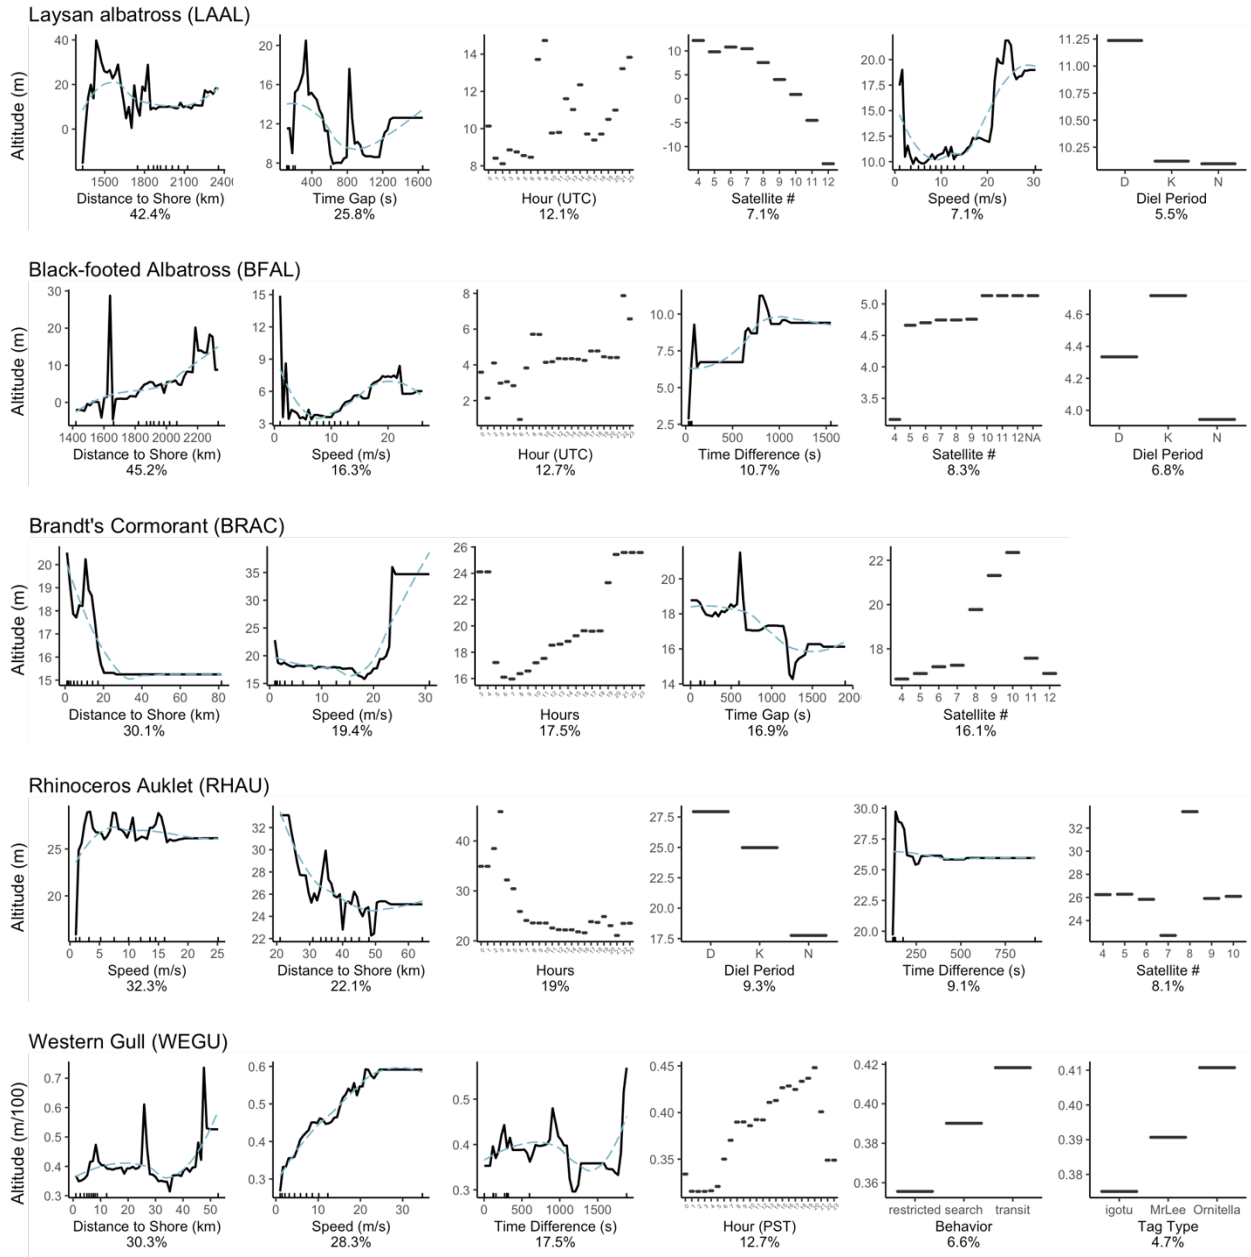 Laysan albatross (LAAL)
Altitude (m)
40
20
0
1500 1800 2100 240
Distance to Shore (km)
42.4%
20
16
12
8
400 800 1200 1600
Time Gap (s)
25.8%
14
12
10
8
Hour (UTC)
12.1%
10
5
0
-5
-10
4 5 6 7 8 9 10 11 12
Satellite #
7.1%
20.0
17.5
15.0
12.5
10.0
0 10 20 30
Speed (m/s)
7.1%
11.25
11.00
10.75
10.50
10.25
D K N
Diel Period
5.5%
Black-footed Albatross (BFAL)
Altitude (m)
30
20
10
0
1400 1600 1800 2000 2200
Distance to Shore (km)
45.2%
15
12
9
6
3
0 10 20
Speed (m/s)
16.3%
8
6
4
2
Hour (UTC)
12.7%
10.0
7.5
5.0
2.5
0 500 1000 1500
Time Difference (s)
10.7%
5.0
4.5
4.0
3.5
4 5 6 7 8 9 10 11 12 NA
Satellite #
8.3%
4.6
4.4
4.2
4.0
D K N
Diel Period
6.8%
Brandt's Cormorant (BRAC)
Altitude (m)
20
19
18
17
16
15
0 20 40 60 80
Distance to Shore (km)
30.1%
35
30
25
20
15
0 10 20 30
Speed (m/s)
19.4%
26
24
22
20
18
16
Hours
17.5%
20
18
16
14
0 500 1000 1500 200
Time Gap (s)
16.9%
22
20
18
4 5 6 7 8 9 10 11 12
Satellite #
16.1%
Rhinoceros Auklet (RHAU)
Altitude (m)
25
20
0 5 10 15 20 25
Speed (m/s)
32.3%
32
30
28
26
24
22
20 30 40 50 60
Distance to Shore (km)
22.1%
40
30
20
Hours
19%
27.5
25.0
22.5
20.0
17.5
D K N
Diel Period
9.3%
30.0
27.5
25.0
22.5
20.0
250 500 750
Time Difference (s)
9.1%
32
30
28
26
24
4 5 6 7 8 9 10
Satellite #
8.1%
Western Gull (WEGU)
Altitude (m/100)
0.7
0.6
0.5
0.4
0.3
0 10 20 30 40 50
Distance to Shore (km)
30.3%
0.6
0.5
0.4
0.3
0 10 20 30
Speed (m/s)
28.3%
0.5
0.4
0.3
0 500 1000 1500
Time Difference (s)
17.5%
0.45
0.40
0.35
Hour (PST)
12.7%
0.42
0.40
0.38
0.36
restricted search transit
Behavior
6.6%
0.41
0.40
0.39
0.38
igotu MrLee Ornitella
Tag Type
4.7%